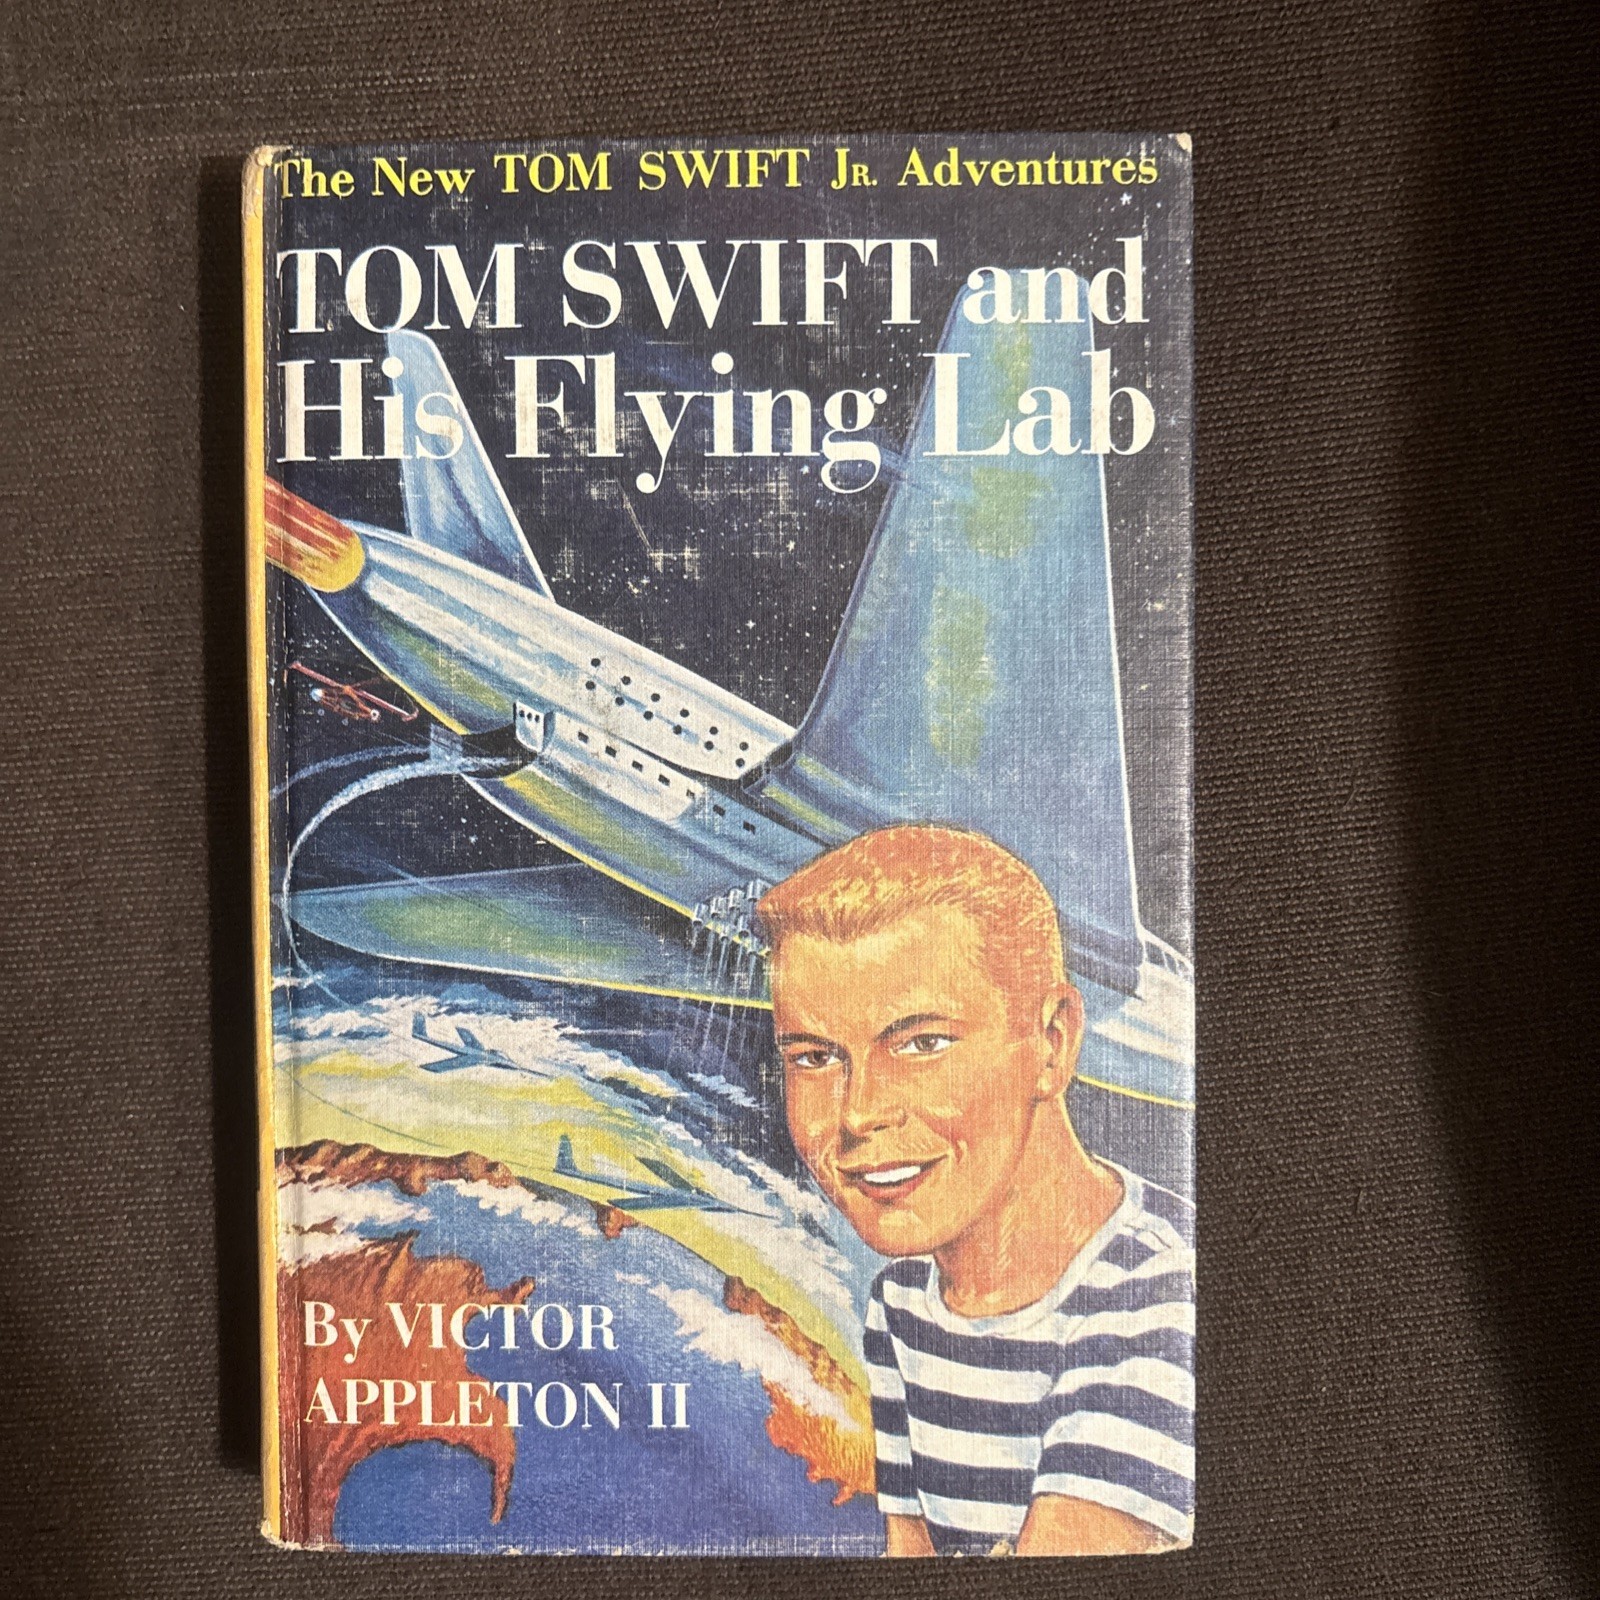 The New TOM SWIFT JR. Adventures
TOM SWIFT and
His Flying Lab
By VICTOR
APPLETON II